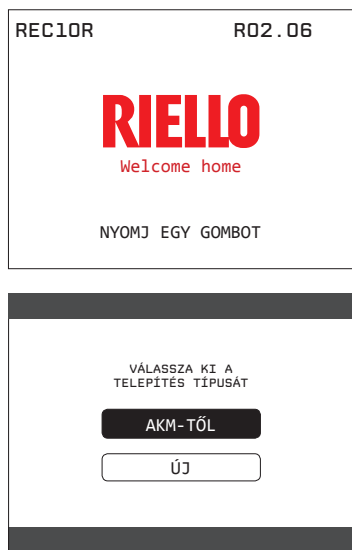 REC10R R02.06
RIELLO
Welcome home
NYOMJ EGY GOMBOT
VÁLASSZA KI A
TELEPÍTÉS TÍPUSÁT
AKM-TŐL
ÚJ